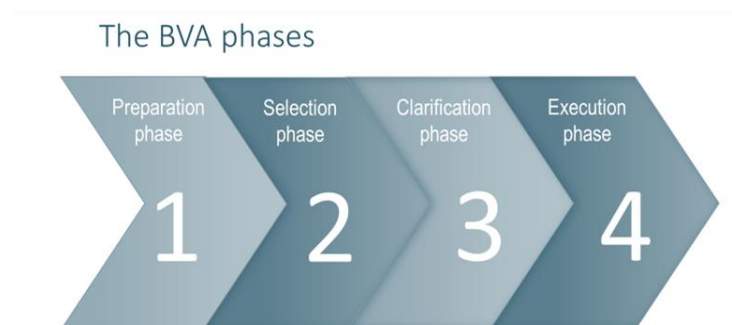 The BVA phases
Preparation
phase
1
Selection
phase
2
Clarification
phase
3
Execution
phase
4